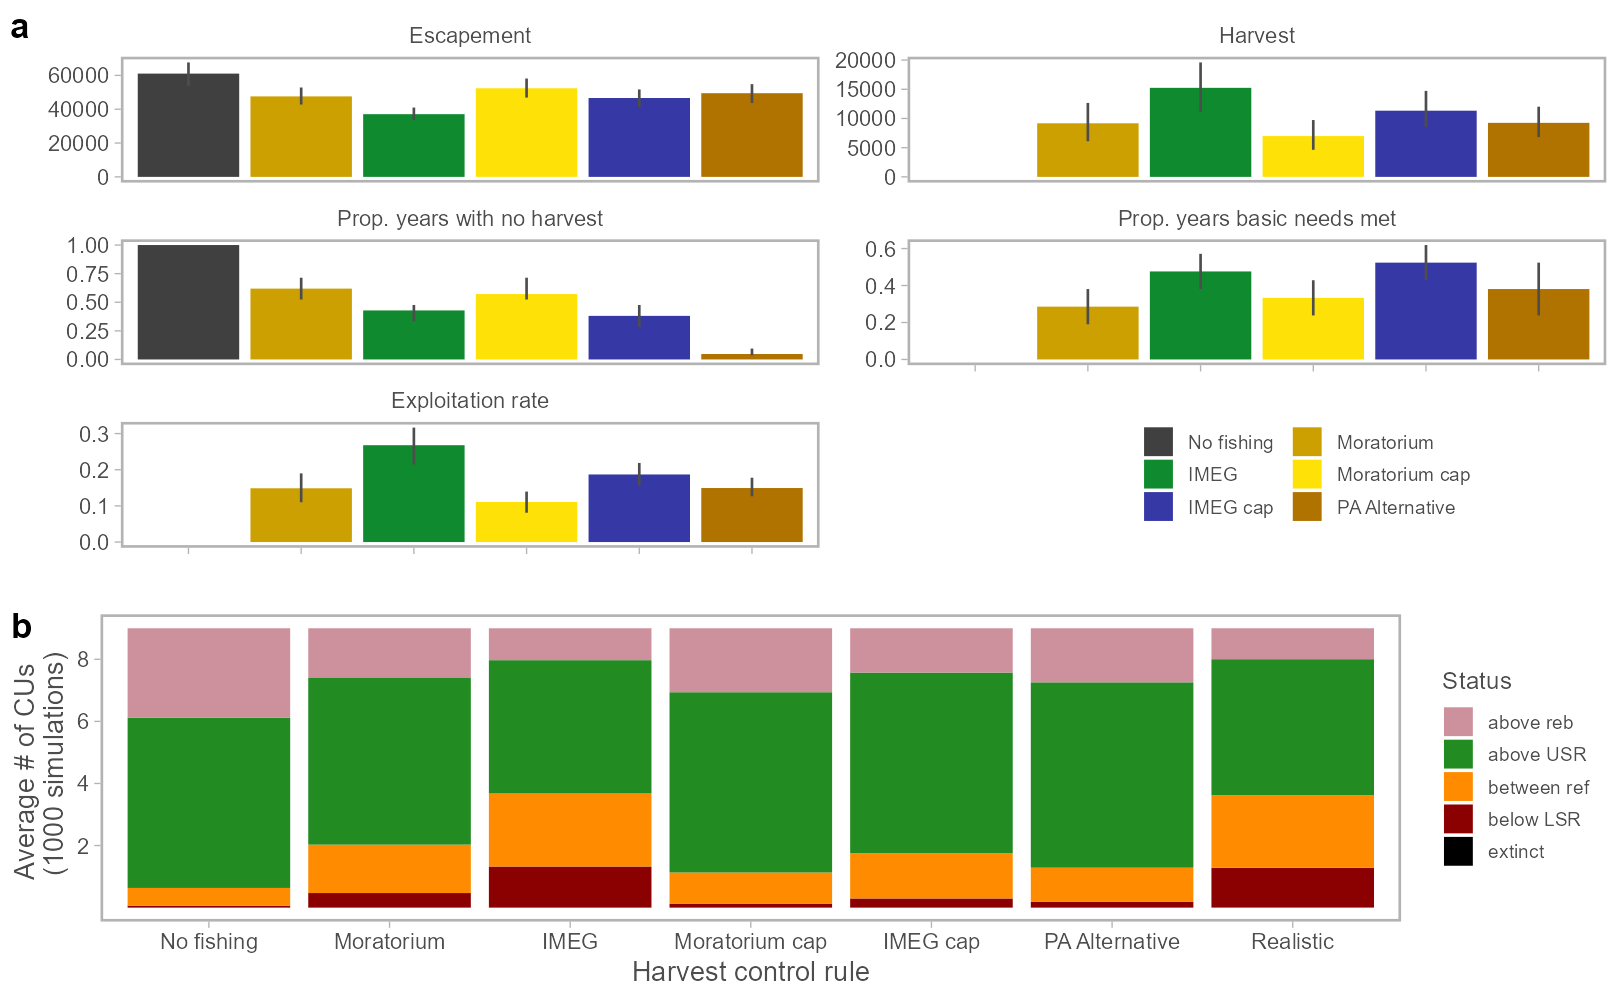 a
Escapement
60000
40000
20000
0
Harvest
20000
15000
10000
5000
0
Prop. years with no harvest
1.00
0.75
0.50
0.25
0.00
Prop. years basic needs met
0.6
0.4
0.2
0.0
Exploitation rate
0.3
0.2
0.1
0.0
No fishing
IMEG
IMEG cap
Moratorium
Moratorium cap
PA Alternative
b
Average # of CUs
(1000 simulations)
8
6
4
2
No fishing
Moratorium
IMEG
Moratorium cap
IMEG cap
PA Alternative
Realistic
Harvest control rule
Status
above reb
above USR
between ref
below LSR
extinct